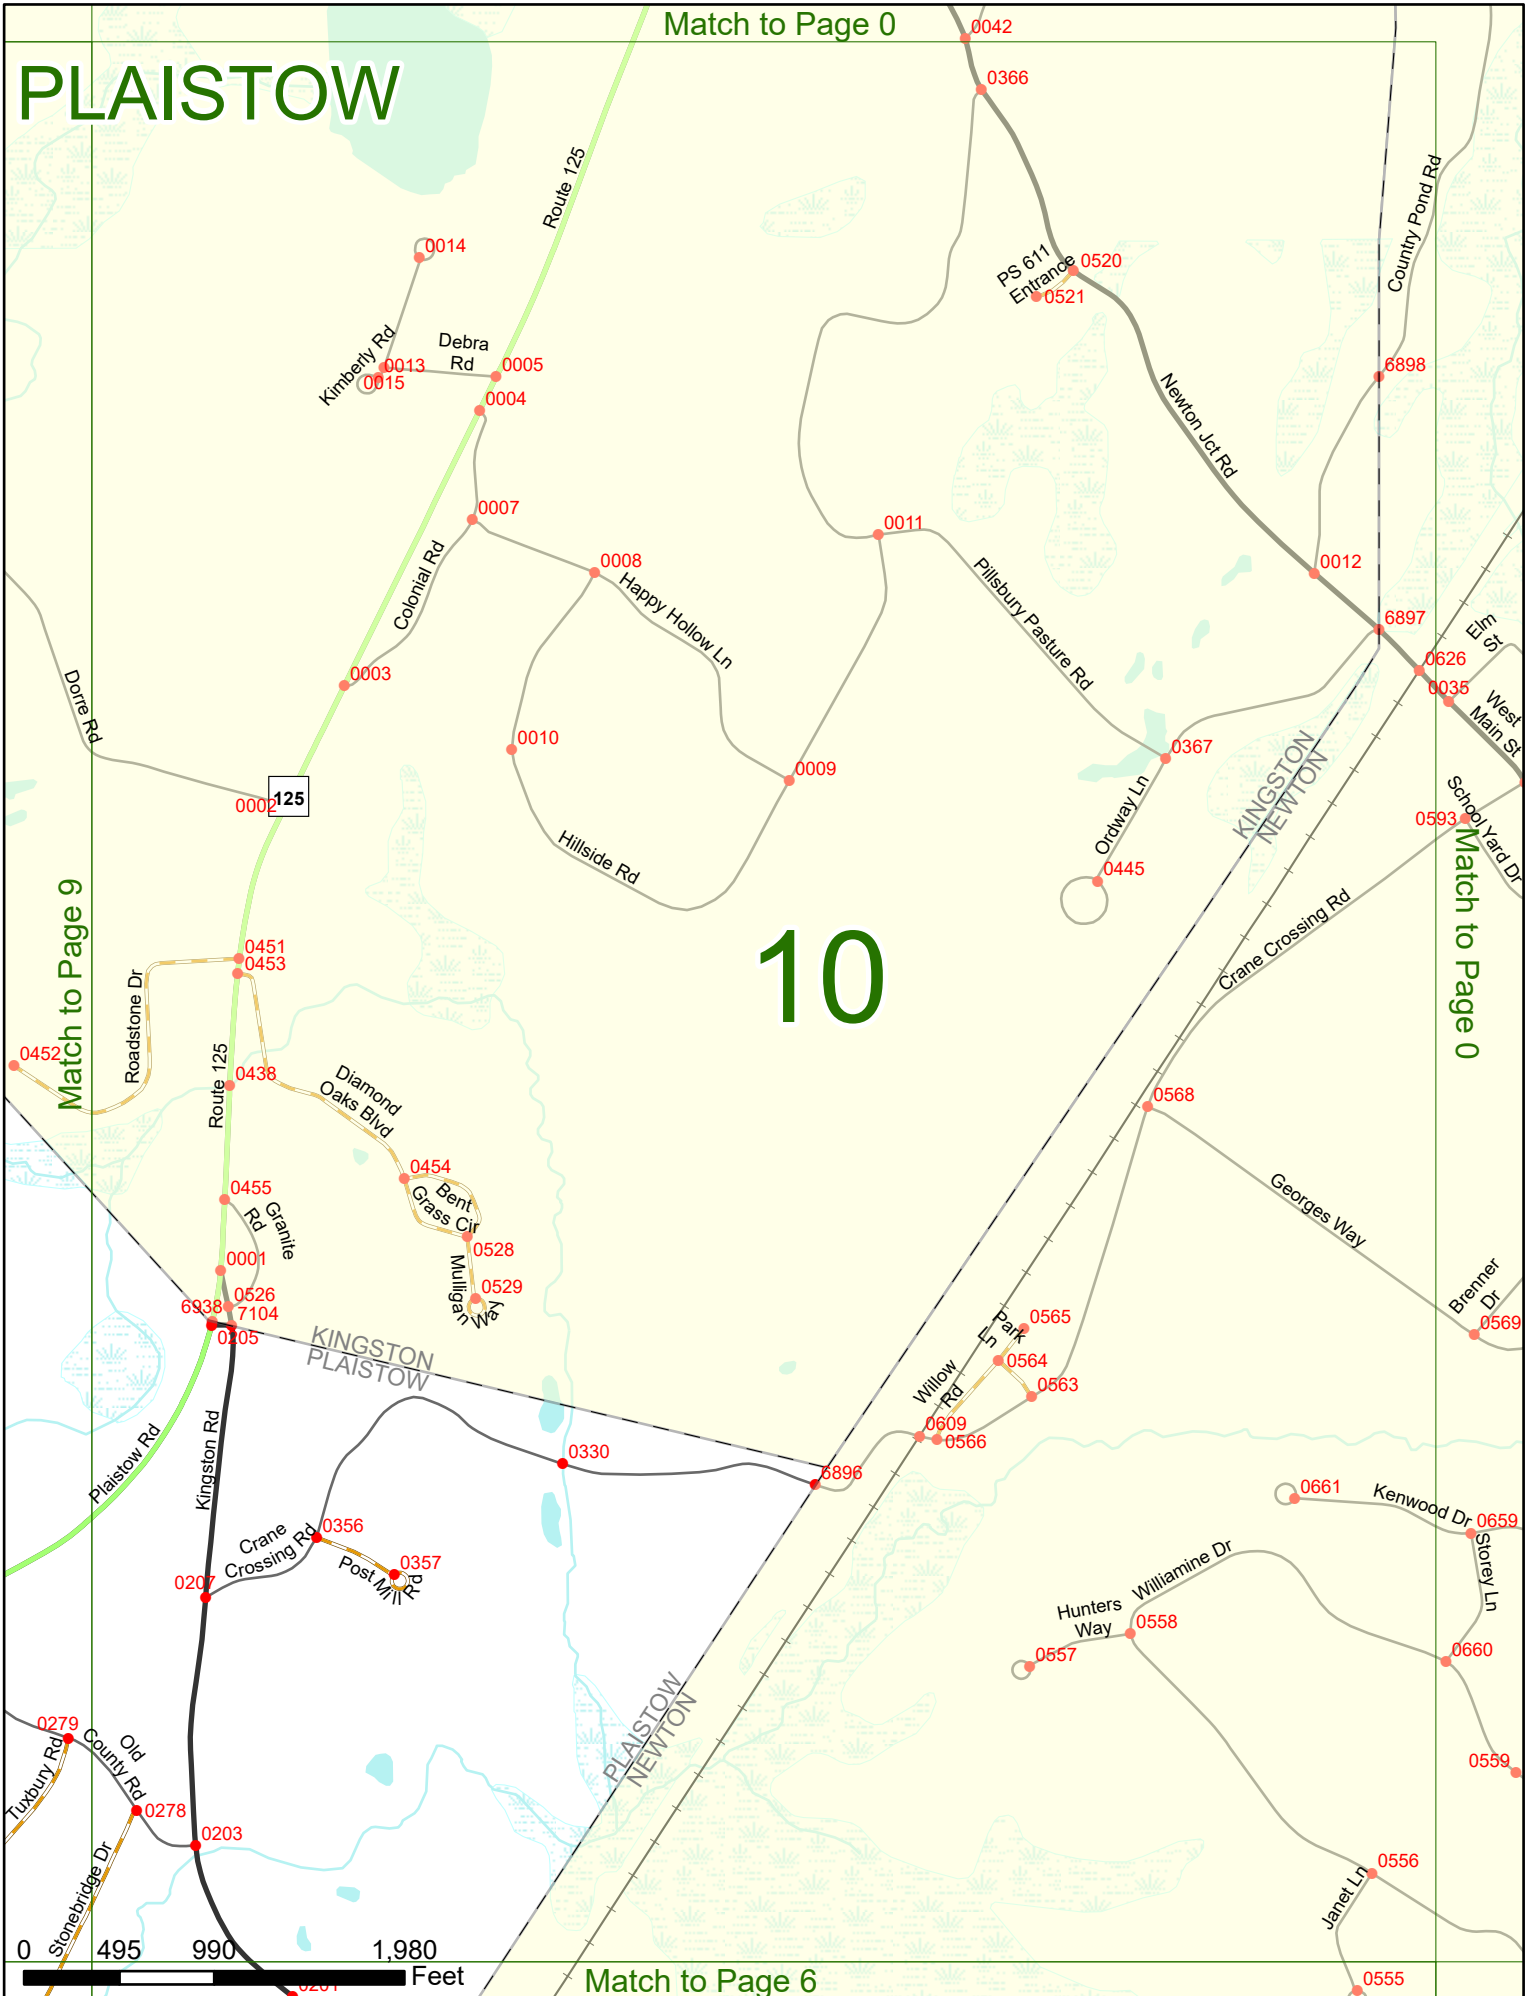 Match to Page 0
PLAISTOW
0042
0366
Route 125
Country Pond Rd
0014
PS 611
Entrance
0520
0521
Kimberly Rd
Debra
Rd
0013
0015
0005
0004
6898
Newton Jct Rd
0007
0011
0008
Colonial Rd
Happy Hollow Ln
Pillsbury Pasture Rd
0012
6897
Elm
St
0626
0035
West
Main St
0003
Dorre Rd
0010
0009
0367
KINGSTON
NEWTON
0002
125
Ordway Ln
Hillside Rd
0445
0593
School Yard Dr
Match to Page 9
Match to Page 0
10
Crane Crossing Rd
0451
0453
Roadstone Dr
0452
Route 125
0438
Diamond
Oaks Blvd
0568
0454
Bent
Grass Cir
0455
Granite
Rd
Georges Way
0528
0001
Mulligan
Way
0529
0526
6938
7104
0205
Brenner
Dr
0569
KINGSTON
PLAISTOW
Park
Ln
0565
0564
0563
Willow
Rd
0609
0566
Plaistow Rd
Kingston Rd
0330
6896
0661
Kenwood Dr
0659
Storey Ln
Crane
Crossing Rd
0356
0357
Post Mill
Rd
0207
Williamine Dr
Hunters
Way
0558
0557
0660
PLAISTOW
NEWTON
0279
Old
County Rd
Tuxbury Rd
0278
0203
0559
Stonebridge Dr
0556
Janet Ln
0 495 990 1,980
Feet
0201
Match to Page 6
0555